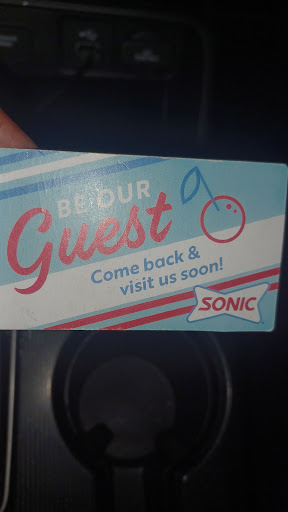 BE OUR
Guest
Come back &
visit us soon!
SONIC